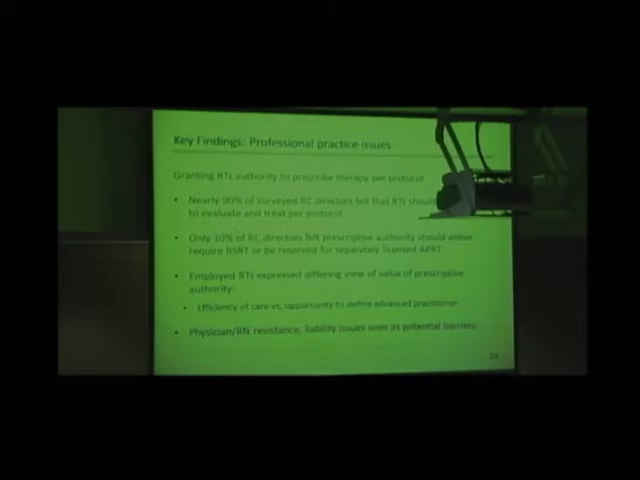 Key Findings: Professional practice issues
Granting RTs authority to prescribe therapy per protocol
• Nearly 90% of surveyed RC directors felt that RTs should
to evaluate and treat per protocol
• Only 30% of RC directors felt prescriptive authority should either
require BSRT or be reserved for separately licensed APRT
• Employed RTs expressed differing view of value of prescriptive
authority:
• Efficiency of care vs. opportunity to define advanced practitioner
• Physician/RN resistance, liability issues seen as potential barriers